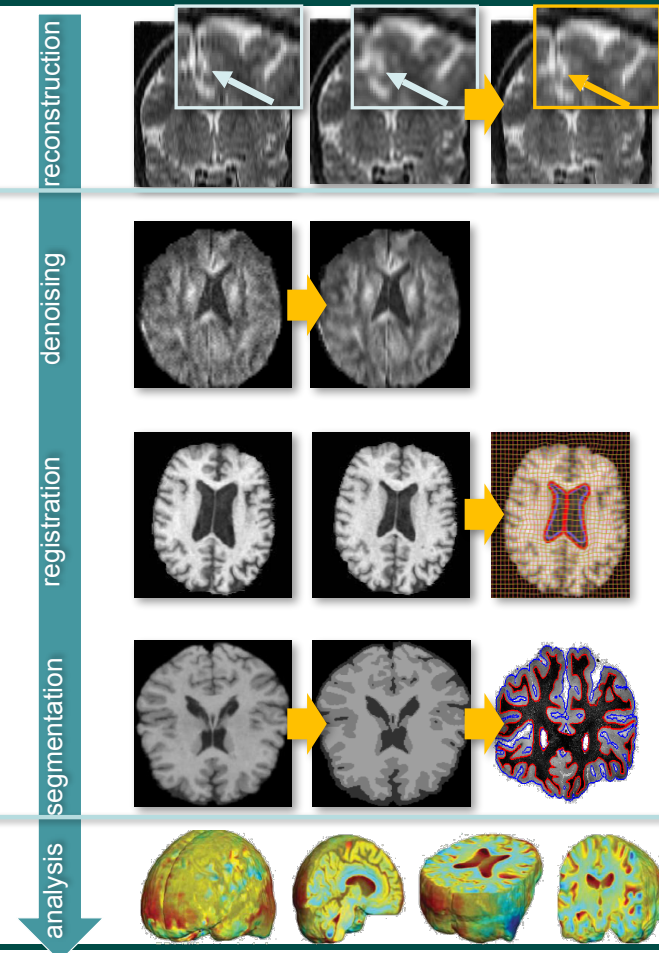 reconstruction
denoising
registration
segmentation
analysis